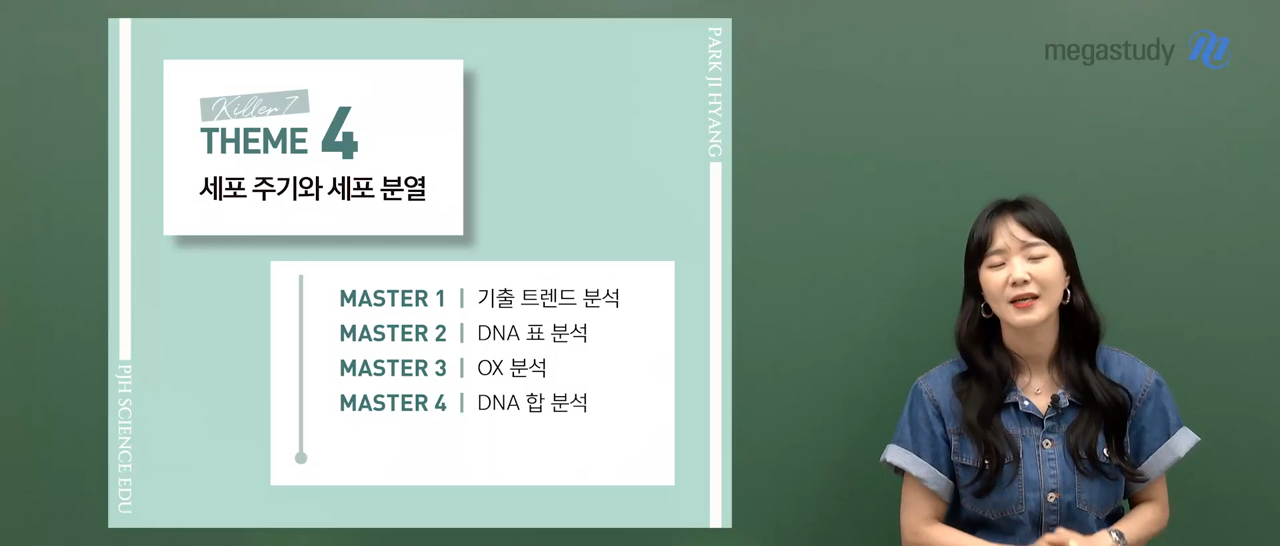 Killer 7
THEME 4
세포 주기와 세포 분열
MASTER 1 | 기출 트렌드 분석
MASTER 2 | DNA 표 분석
MASTER 3 | OX 분석
MASTER 4 | DNA 합 분석
PJH SCIENCE EDU
PARK JI HYANG
megastudy